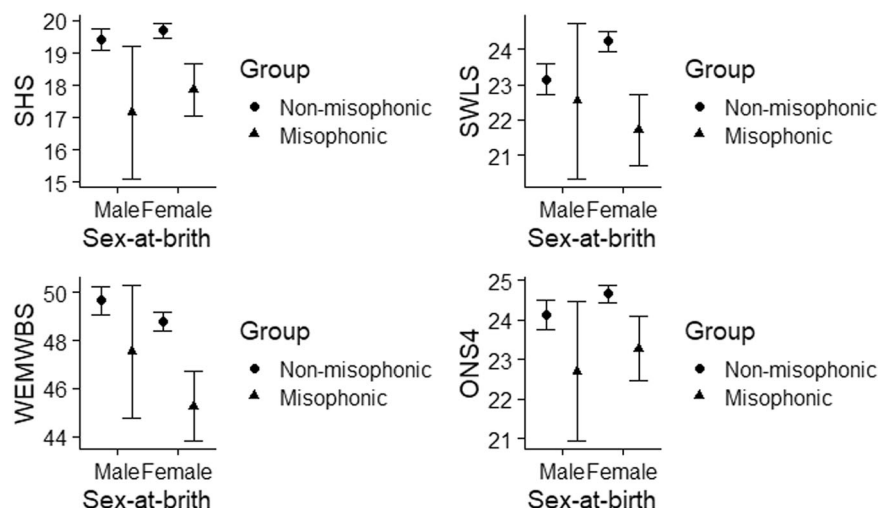 20
19
18
17
16
15
SHS
Male Female
Sex-at-brith
Group
Non-misophonic
Misophonic
24
23
22
21
SWLS
Male Female
Sex-at-brith
Group
Non-misophonic
Misophonic
50
48
46
44
WEMWBS
Male Female
Sex-at-brith
Group
Non-misophonic
Misophonic
25
24
23
22
21
ONS4
Male Female
Sex-at-birth
Group
Non-misophonic
Misophonic